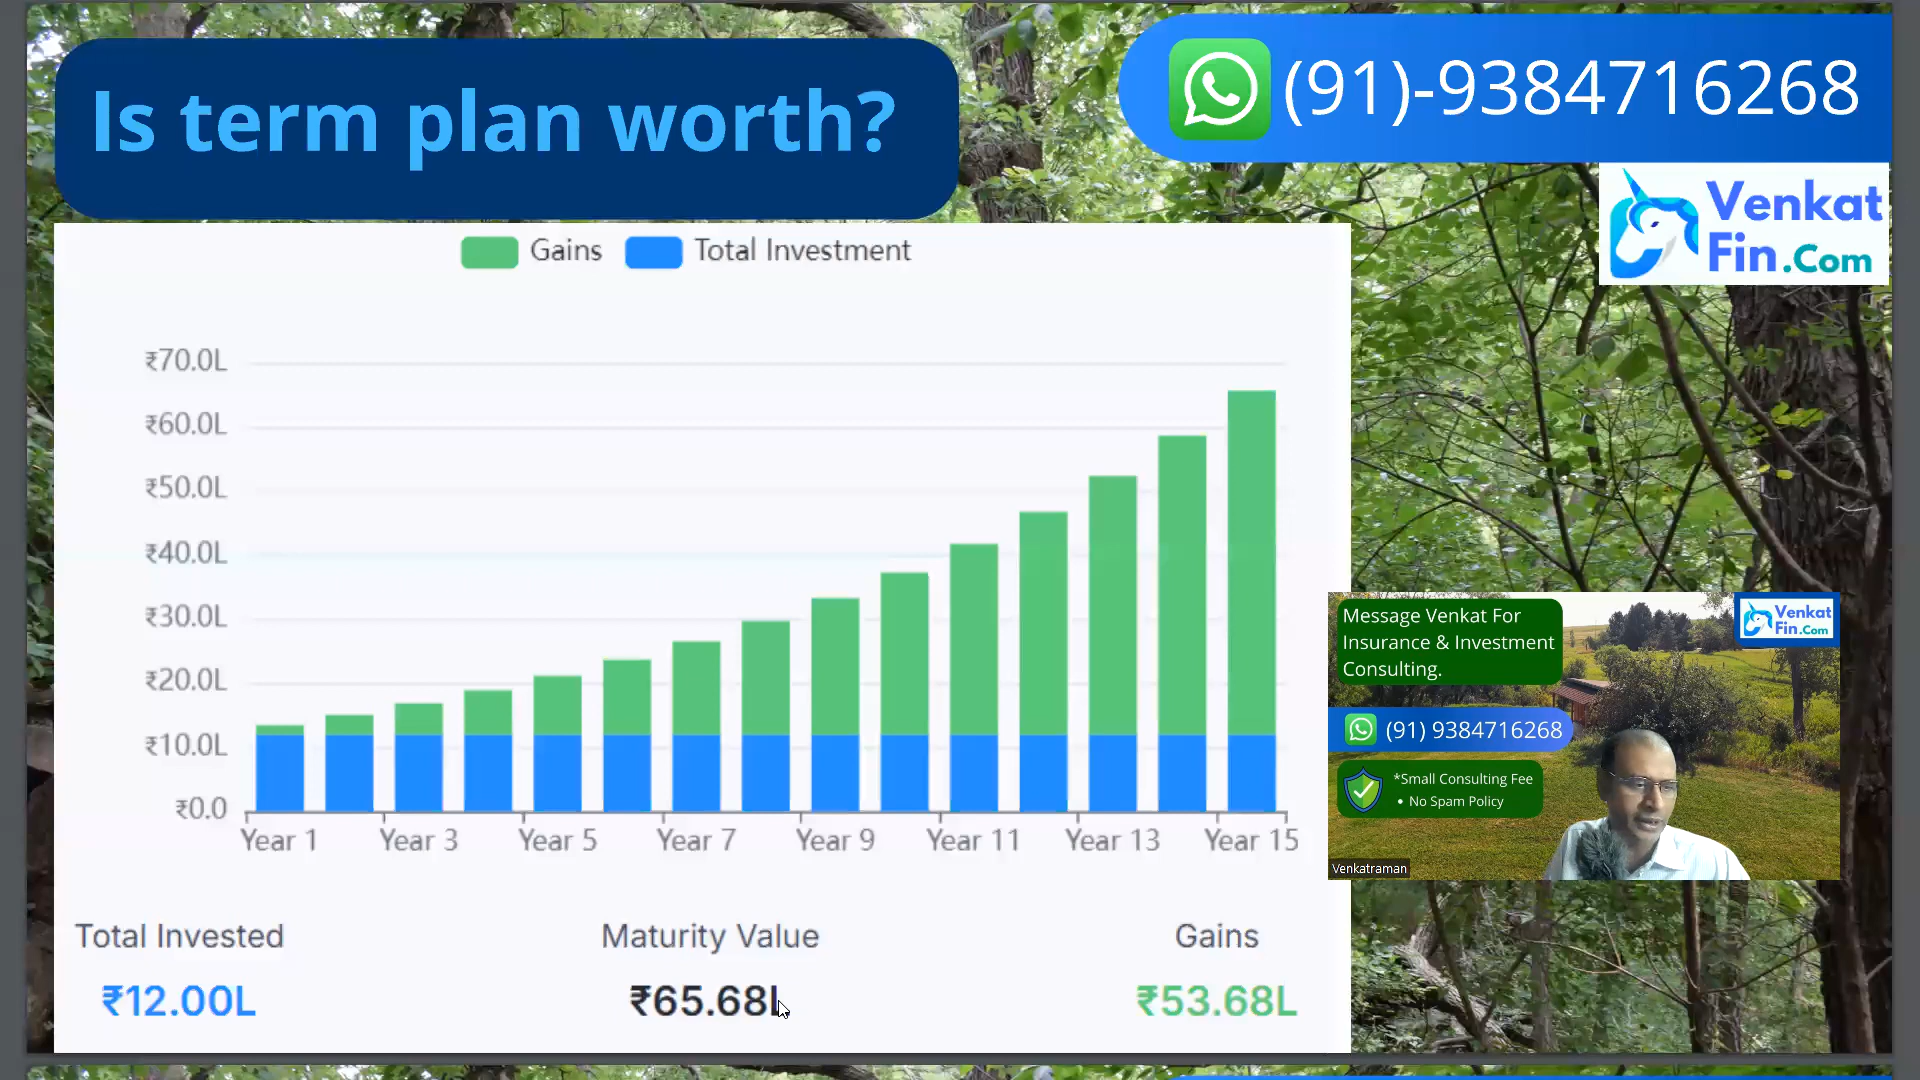 Is term plan worth?
(91)-9384716268
Venkat
Fin.Com
Gains
Total Investment
₹70.0L
₹60.0L
₹50.0L
₹40.0L
₹30.0L
₹20.0L
₹10.0L
₹0.0
Year 1
Year 3
Year 5
Year 7
Year 9
Year 11
Year 13
Year 15
Total Invested
Maturity Value
Gains
₹12.00L
₹65.68L
₹53.68L
Message Venkat For
Insurance & Investment
Consulting.
Venkat
Fin.Com
(91) 9384716268
*Small Consulting Fee
• No Spam Policy
Venkatraman